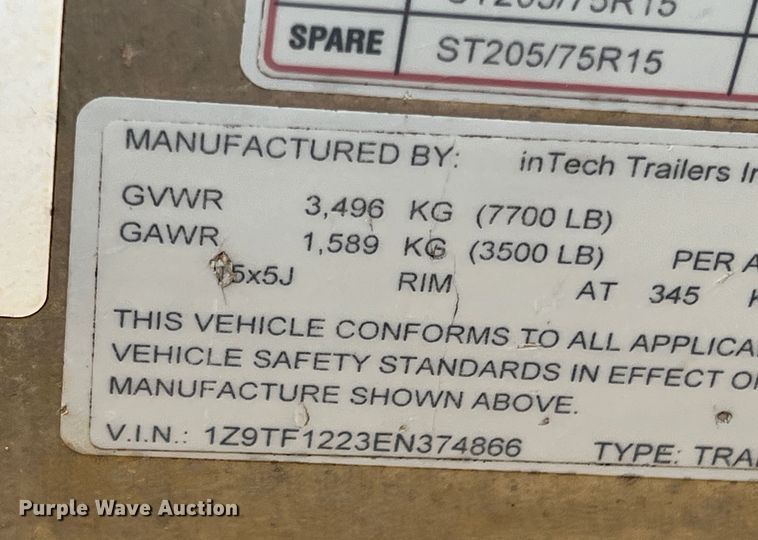 SPARE ST205/75R15
MANUFACTURED BY: inTech Trailers
GVWR 3,496 KG (7700 LB)
GAWR 1,589 KG (3500 LB) PER
15x5J RIM AT 345
THIS VEHICLE CONFORMS TO ALL
VEHICLE SAFETY STANDARDS IN EFFECT
MANUFACTURE SHOWN ABOVE.
V.I.N.: 1Z9TF1223EN374866 TYPE:
Purple Wave Auction